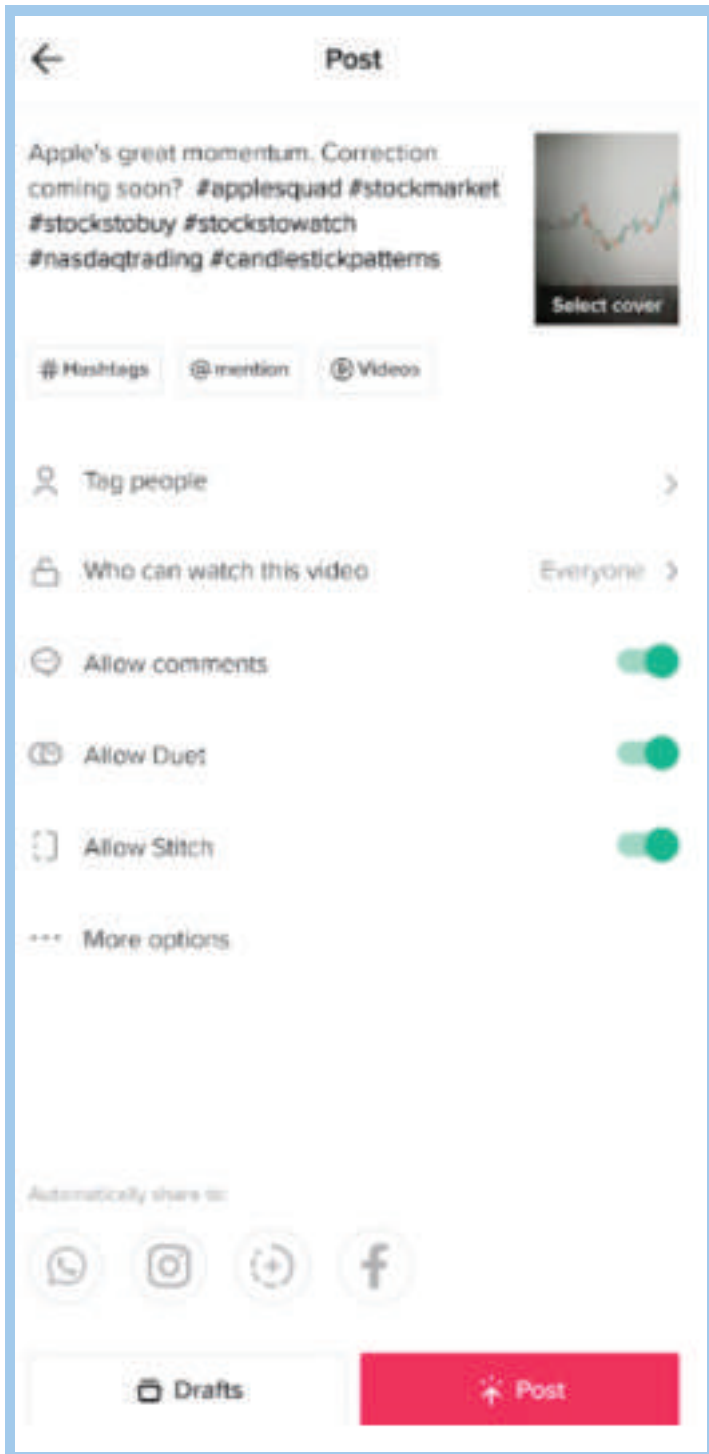 Post
Apple's great momentum. Correction
coming soon? #applesquad #stockmarket
#stockstobuy #stockstowatch
#nasdaqtrading #candlestickpatterns
Select cover
# Hashtags @ mention Videos
Tag people
Who can watch this video Everyone
Allow comments
Allow Duet
Allow Stitch
More options
Automatically share to:
Drafts Post